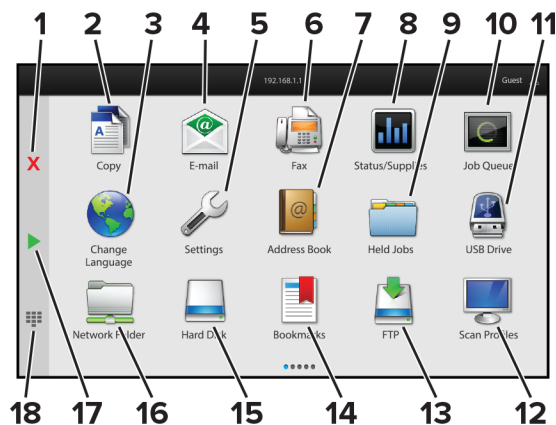 1 2 3 4 5 6 7 8 9 10 11
192.168.1.1
Guest
X
Copy E-mail Fax Status/Supplies Job Queue
Change Language Settings Address Book Held Jobs USB Drive
Network Folder Hard Disk Bookmarks FTP Scan Profiles
18 17 16 15 14 13 12